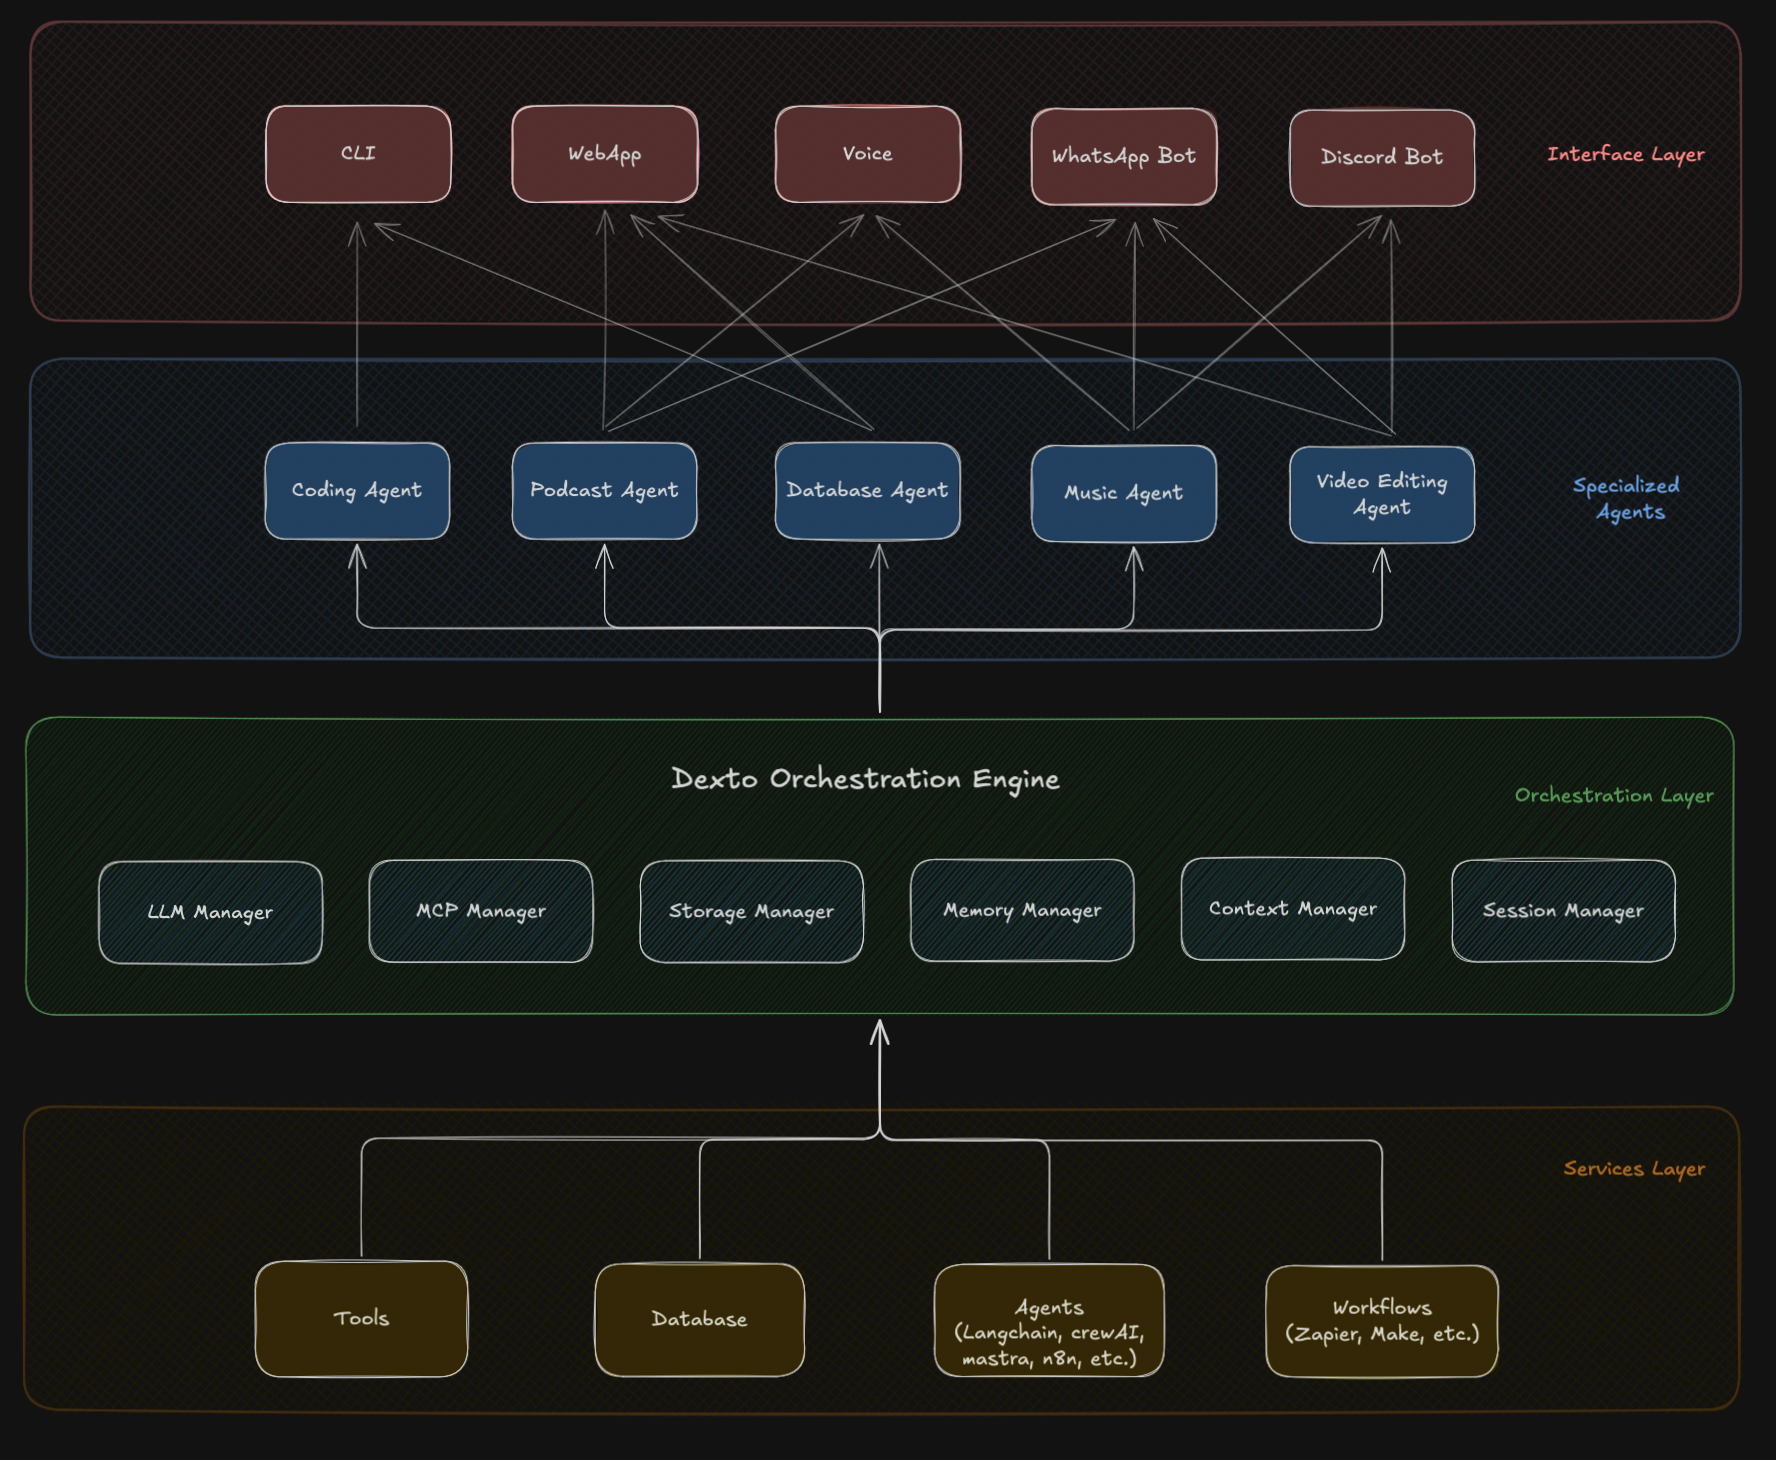 CLI
WebApp
Voice
WhatsApp Bot
Discord Bot
Interface Layer
Coding Agent
Podcast Agent
Database Agent
Music Agent
Video Editing
Agent
Specialized
Agents
Dexto Orchestration Engine
Orchestration Layer
LLM Manager
MCP Manager
Storage Manager
Memory Manager
Context Manager
Session Manager
Services Layer
Tools
Database
Agents
(Langchain, crewAI,
mastra, n8n, etc.)
Workflows
(Zapier, Make, etc.)